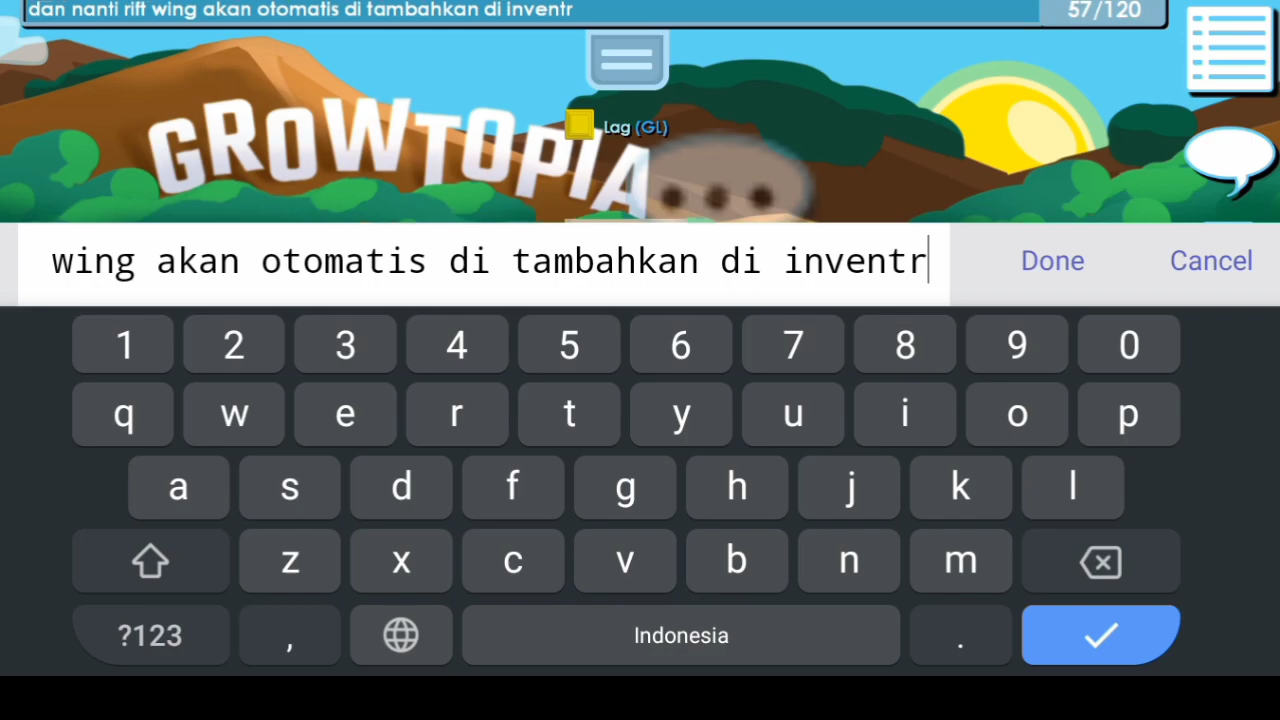 dan nanti rift wing akan otomatis di tambahkan di inventr
57/120
GROWTOPIA
Lag (GL)
wing akan otomatis di tambahkan di inventr
Done
Cancel
1 2 3 4 5 6 7 8 9 0
q w e r t y u i o p
a s d f g h j k l
z x c v b n m
?123 , Indonesia .